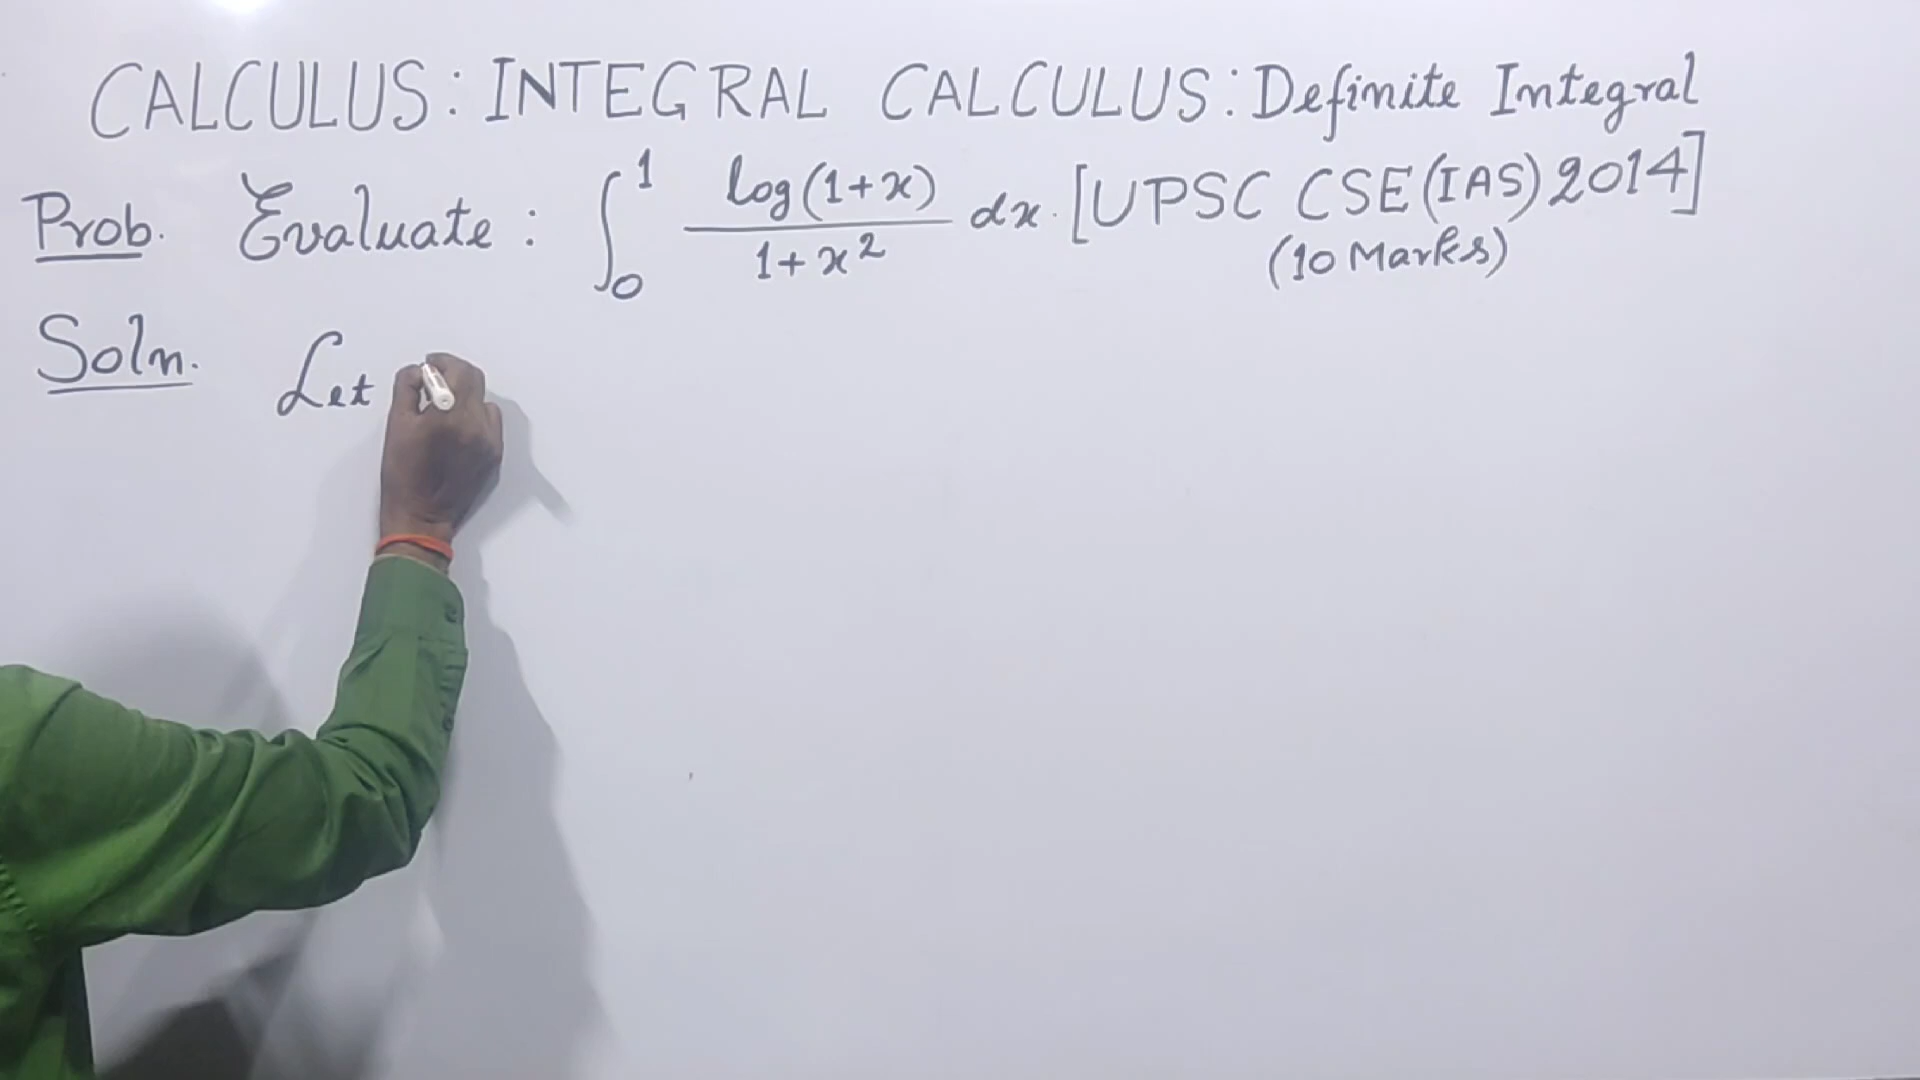 CALCULUS: INTEGRAL CALCULUS: Definite Integral
Prob. Evaluate : ∫₀¹ log(1+x)/(1+x²) dx. [UPSC CSE(IAS) 2014]
(10 Marks)
Soln. Let